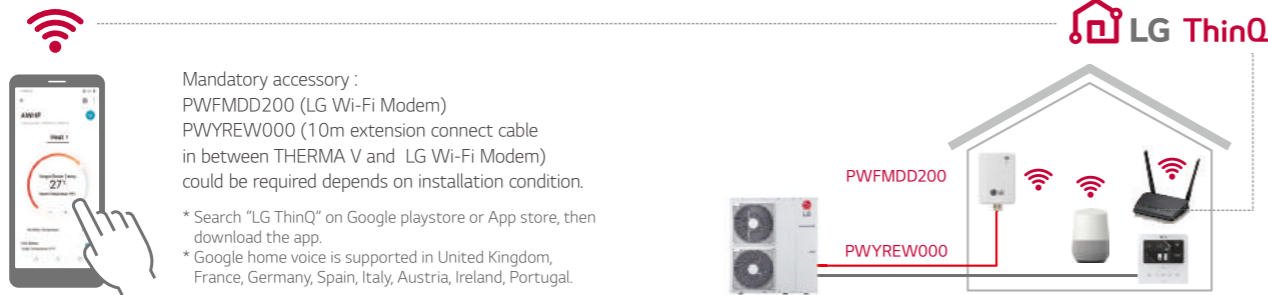 LG ThinQ
Mandatory accessory :
PWFMDD200 (LG Wi-Fi Modem)
PWYREW000 (10m extension connect cable
in between THERMA V and LG Wi-Fi Modem)
could be required depends on installation condition.
* Search "LG ThinQ" on Google playstore or App store, then
download the app.
* Google home voice is supported in United Kingdom,
France, Germany, Spain, Italy, Austria, Ireland, Portugal.
AWHP
Heat
27
PWFMDD200
PWYREW000
LG